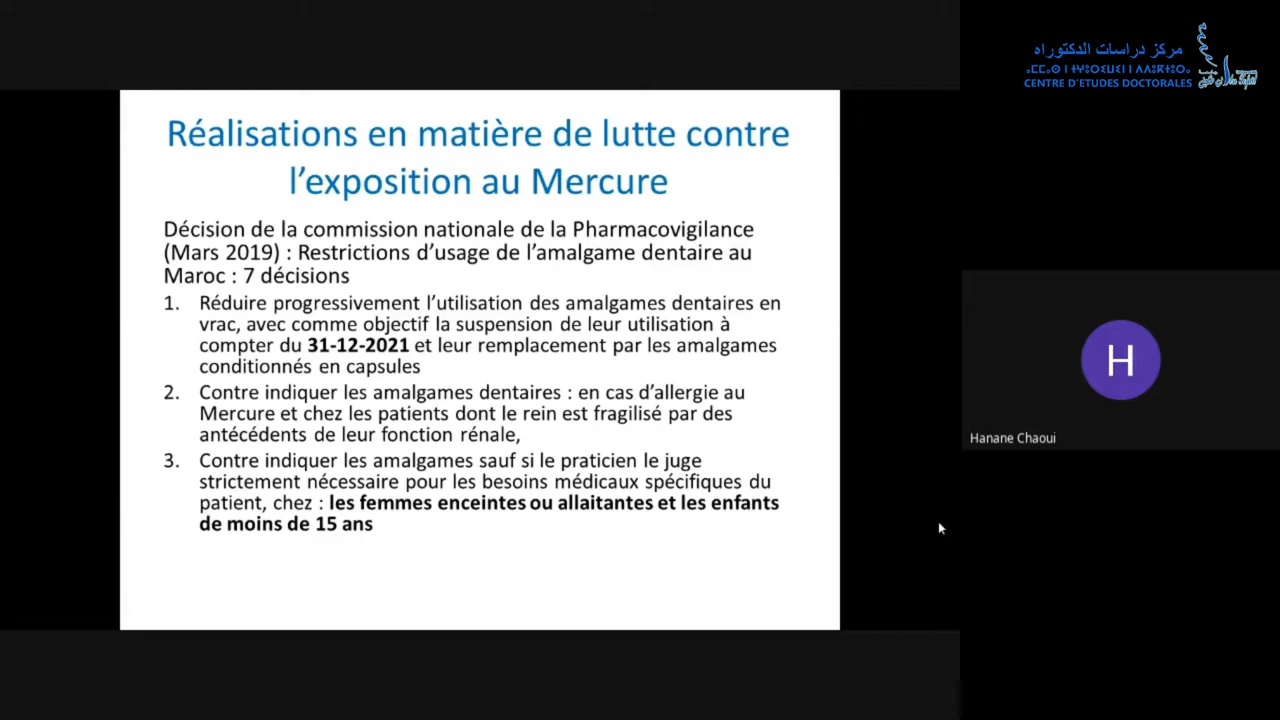 مركز دراسات الدكتوراه
CENTRE D'ETUDES DOCTORALES
Réalisations en matière de lutte contre
l'exposition au Mercure
Décision de la commission nationale de la Pharmacovigilance
(Mars 2019) : Restrictions d'usage de l'amalgame dentaire au
Maroc : 7 décisions
1. Réduire progressivement l'utilisation des amalgames dentaires en
vrac, avec comme objectif la suspension de leur utilisation à
compter du 31-12-2021 et leur remplacement par les amalgames
conditionnés en capsules
2. Contre indiquer les amalgames dentaires : en cas d'allergie au
Mercure et chez les patients dont le rein est fragilisé par des
antécédents de leur fonction rénale,
3. Contre indiquer les amalgames sauf si le praticien le juge
strictement nécessaire pour les besoins médicaux spécifiques du
patient, chez : les femmes enceintes ou allaitantes et les enfants
de moins de 15 ans
H
Hanane Chaoui